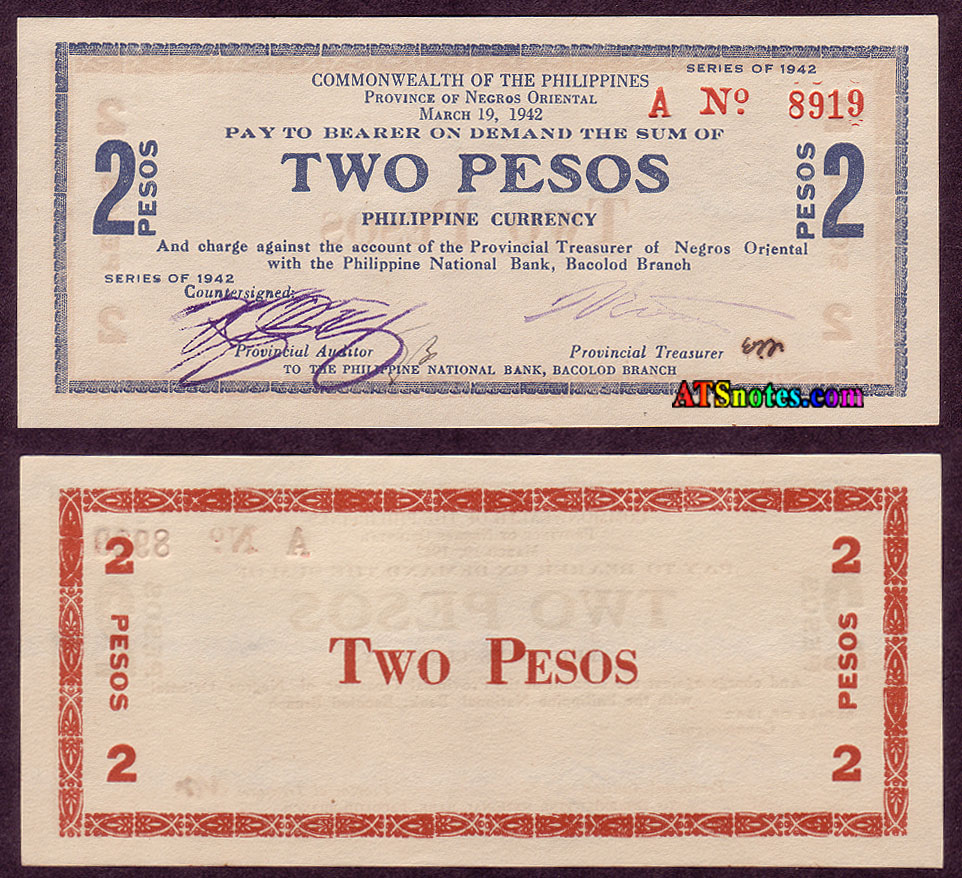 SERIES OF 1942
COMMONWEALTH OF THE PHILIPPINES
PROVINCE OF NEGROS ORIENTAL
A Nº 8919
MARCH 19, 1942
PAY TO BEARER ON DEMAND THE SUM OF
2 PESOS
TWO PESOS
2 PESOS
PHILIPPINE CURRENCY
And charge against the account of the Provincial Treasurer of Negros Oriental
with the Philippine National Bank, Bacolod Branch
SERIES OF 1942
Countersigned:
Provincial Auditor
Provincial Treasurer
TO THE PHILIPPINE NATIONAL BANK, BACOLOD BRANCH
ATSnotes.com
2
2
PESOS
TWO PESOS
PESOS
2
2